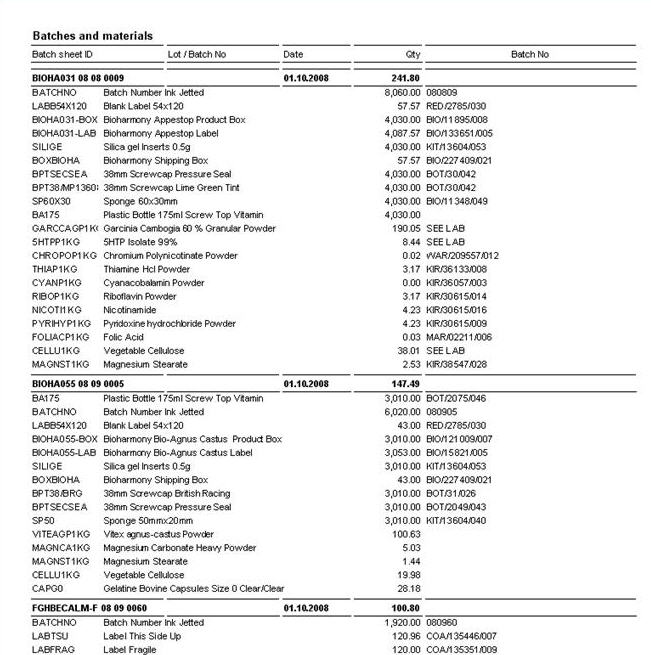 Batches and materials
Batch sheet ID Lot / Batch No Date Qty Batch No
BIOHA031 08 08 0009 01.10.2008 241.80
BATCHNO Batch Number Ink Jetted 8,060.00 080809
LABB54X120 Blank Label 54x120 57.57 RED/2785/030
BIOHA031-BOX Bioharmony Appestop Product Box 4,030.00 BIO/11895/008
BIOHA031-LAB Bioharmony Appestop Label 4,087.57 BIO/133651/005
SILIGE Silica gel Inserts 0.5g 4,030.00 KIT/13604/053
BOXBIOHA Bioharmony Shipping Box 57.57 BIO/227409/021
BPTSECSEA 38mm Screwcap Pressure Seal 4,030.00 BOT/30/042
BPT38/MP1360: 38mm Screwcap Lime Green Tint 4,030.00 BOT/30/042
SP60X30 Sponge 60x30mm 4,030.00 BIO/11348/049
BA175 Plastic Bottle 175ml Screw Top Vitamin 4,030.00
GARCCAGP1K( Garcinia Cambogia 60 % Granular Powder 190.05 SEE LAB
5HTPP1KG 5HTP Isolate 99% 8.44 SEE LAB
CHROPOP1KG Chromium Polynicotinate Powder 0.02 WAR/209557/012
THIAP1KG Thiamine Hcl Powder 3.17 KIR/36133/008
CYANP1KG Cyanacobalamin Powder 0.00 KIR/36057/003
RIBOP1KG Riboflavin Powder 3.17 KIR/30615/014
NICOTI1KG Nicotinamide 4.23 KIR/30615/016
PYRIHYP1KG Pyridoxine hydrochloride Powder 4.23 KIR/30615/009
FOLIACP1KG Folic Acid 0.03 MAR/02211/006
CELLU1KG Vegetable Cellulose 38.01 SEE LAB
MAGNST1KG Magnesium Stearate 2.53 KIR/38547/028
BIOHA055 08 09 0005 01.10.2008 147.49
BA175 Plastic Bottle 175ml Screw Top Vitamin 3,010.00 BOT/2075/046
BATCHNO Batch Number Ink Jetted 6,020.00 080905
LABB54X120 Blank Label 54x120 43.00 RED/2785/030
BIOHA055-BOX Bioharmony Bio-Agnus Castus Product Box 3,010.00 BIO/121009/007
BIOHA055-LAB Bioharmony Bio-Agnus Castus Label 3,053.00 BIO/15821/005
SILIGE Silica gel Inserts 0.5g 3,010.00 KIT/13604/053
BOXBIOHA Bioharmony Shipping Box 43.00 BIO/227409/021
BPT38/BRG 38mm Screwcap British Racing 3,010.00 BOT/31/026
BPTSECSEA 38mm Screwcap Pressure Seal 3,010.00 BOT/2049/043
SP50 Sponge 50mmx20mm 3,010.00 KIT/13604/040
VITEAGP1KG Vitex agnus-castus Powder 100.63
MAGNCA1KG Magnesium Carbonate Heavy Powder 5.03
MAGNST1KG Magnesium Stearate 1.44
CELLU1KG Vegetable Cellulose 19.98
CAPG0 Gelatine Bovine Capsules Size 0 Clear/Clear 28.18
FGHBECALM-F 08 09 0060 01.10.2008 100.80
BATCHNO Batch Number Ink Jetted 1,920.00 080960
LABTSU Label This Side Up 120.96 COA/135446/007
LABFRAG Label Fragile 120.00 COA/135351/009